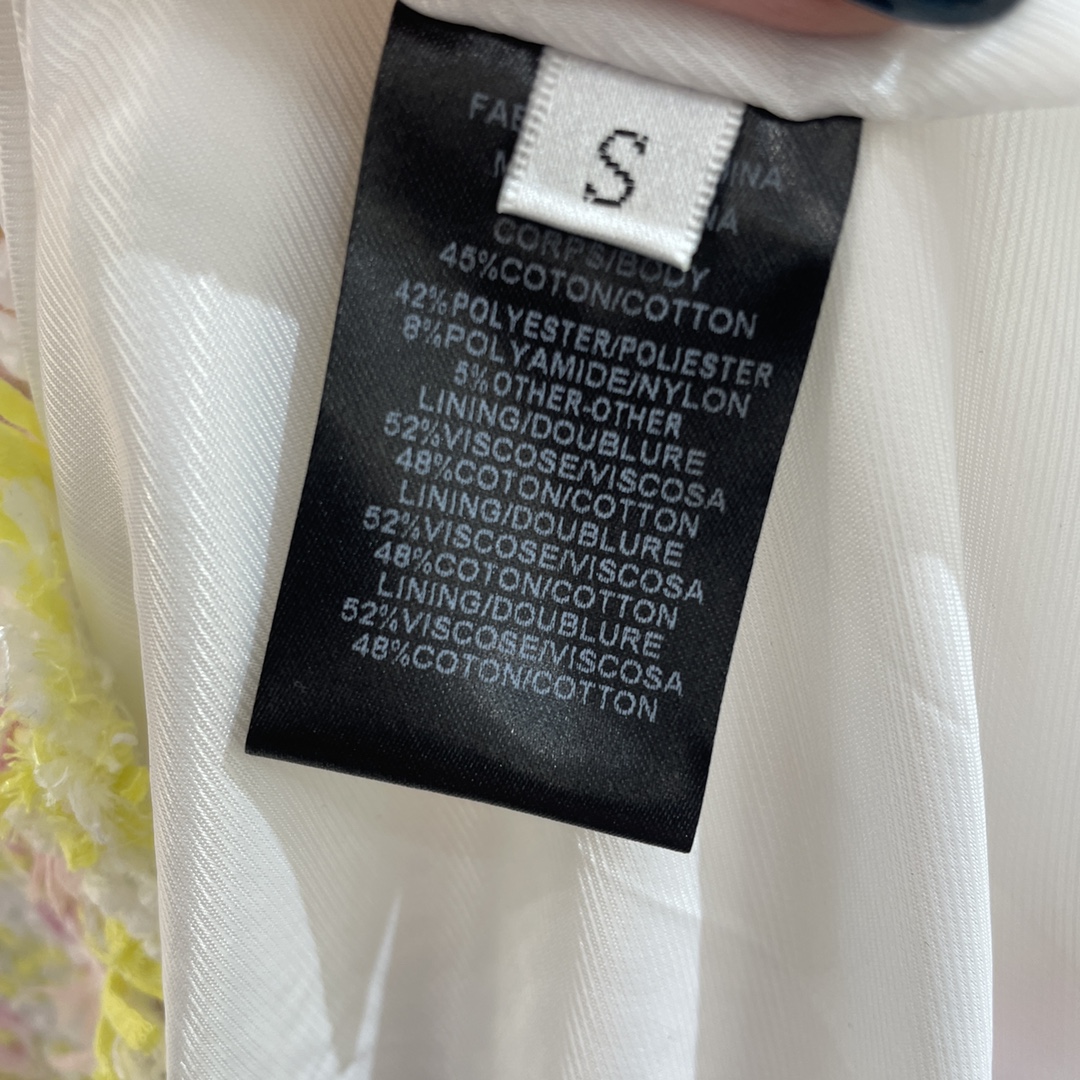 S
CORPS/BODY
45%COTON/COTTON
42%POLYESTER/POLIESTER
8%POLYAMIDE/NYLON
5%OTHER-OTHER
LINING/DOUBLURE
52%VISCOSE/VISCOSA
48%COTON/COTTON
LINING/DOUBLURE
52%VISCOSE/VISCOSA
48%COTON/COTTON
LINING/DOUBLURE
52%VISCOSE/VISCOSA
48%COTON/COTTON